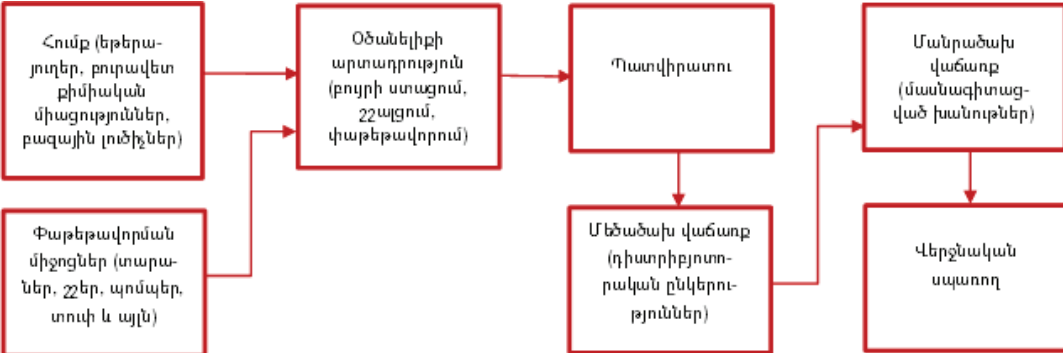 Հումք (եթերա-
յուղեր, բուրավետ
քիմիական
միացություններ,
բազային լուծիչներ)
Փաթեթավորման
միջոցներ (տարա-
ներ, շշեր, պոմպեր,
տուփ և այլն)
Օծանելիքի
արտադրություն
(բույրի ստացում,
շշալցում,
փաթեթավորում)
Պատվիրատու
Մեծածախ վաճառք
(դիստրիբյոտո-
րական ընկերու-
թյուններ)
Մանրածախ
վաճառք
(մասնագիտաց-
ված խանութներ)
Վերջնական
սպառող